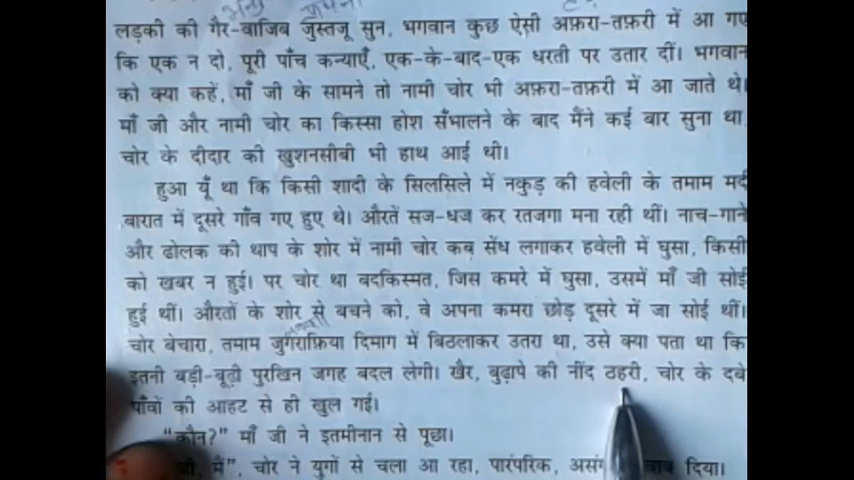 लड़की की गैर-वाजिब जुस्तजू सुन, भगवान कुछ ऐसी अफ़रा-तफ़री में आ गए
कि एक न दो, पूरी पाँच कन्याएँ, एक-के-बाद-एक धरती पर उतार दीं। भगवान
को क्या कहें, माँ जी के सामने तो नामी चोर भी अफ़रा-तफ़री में आ जाते थे।
माँ जी और नामी चोर का किस्सा होश सँभालने के बाद मैंने कई बार सुना था
चोर के दीदार की खुशनसीबी भी हाथ आई थी।
हुआ यूँ था कि किसी शादी के सिलसिले में नकुड़ की हवेली के तमाम मर्द
बारात में दूसरे गाँव गए हुए थे। औरतें सज-धज कर रतजगा मना रही थीं। नाच-गाने
और ढोलक की थाप के शोर में नामी चोर कब सेंध लगाकर हवेली में घुसा, किसी
को खबर न हुई। पर चोर था बदकिस्मत, जिस कमरे में घुसा, उसमें माँ जी सोई
हुई थीं। औरतों के शोर से बचने को, वे अपना कमरा छोड़ दूसरे में जा सोई थीं।
चोर बेचारा, तमाम जुगराफ़िया दिमाग में बिठलाकर उतरा था, उसे क्या पता था कि
इतनी बड़ी-बूढ़ी पुरखिन जगह बदल लेगी। खैर, बुढ़ापे की नींद ठहरी, चोर के दबे
पाँवों की आहट से ही खुल गई।
"कौन?" माँ जी ने इतमीनान से पूछा।
जी, मैं", चोर ने युगों से चला आ रहा, पारंपरिक, दिया।